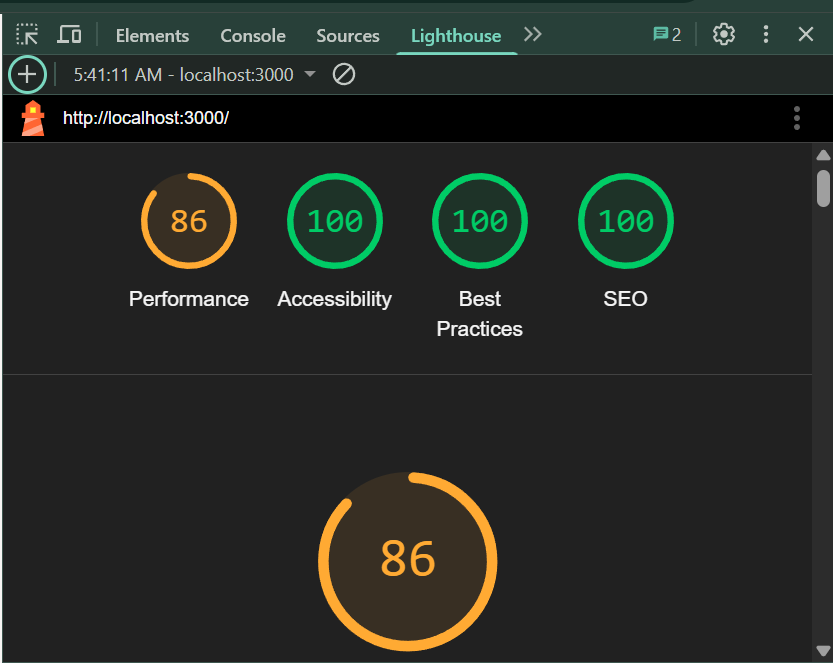 Elements Console Sources Lighthouse 2
5:41:11 AM - localhost:3000
http://localhost:3000/
86 100 100 100
Performance Accessibility Best Practices SEO
86